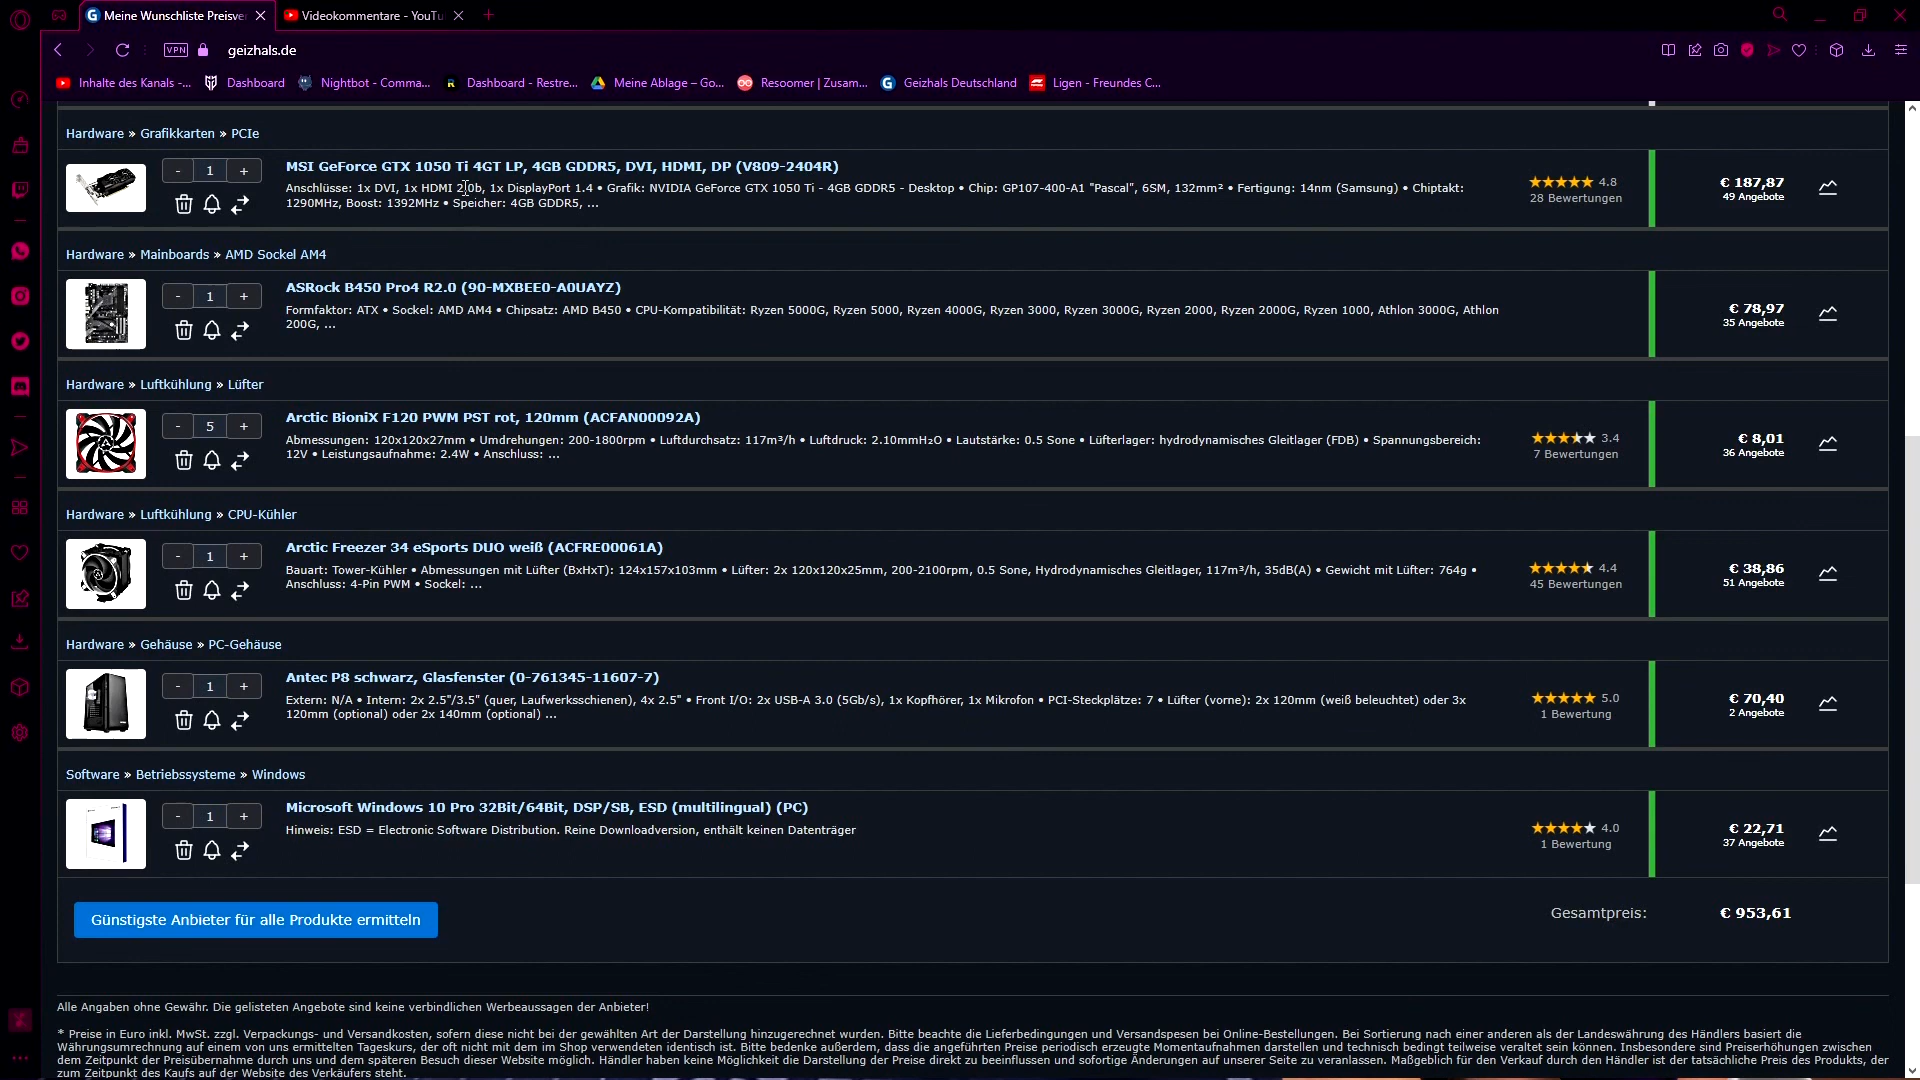 Meine Wunschliste Preisver
Videokommentare - YouTu
VPN
geizhals.de
Inhalte des Kanals -...
Dashboard
Nightbot - Comma...
Dashboard - Restre...
Meine Ablage – Go...
Resoomer | Zusam...
Geizhals Deutschland
Ligen - Freundes C...
Hardware » Grafikkarten » PCIe
- 1 +
MSI GeForce GTX 1050 Ti 4GT LP, 4GB GDDR5, DVI, HDMI, DP (V809-2404R)
Anschlüsse: 1x DVI, 1x HDMI 2.0b, 1x DisplayPort 1.4 • Grafik: NVIDIA GeForce GTX 1050 Ti - 4GB GDDR5 - Desktop • Chip: GP107-400-A1 "Pascal", 6SM, 132mm² • Fertigung: 14nm (Samsung) • Chiptakt:
1290MHz, Boost: 1392MHz • Speicher: 4GB GDDR5, ...
4.8
28 Bewertungen
€ 187,87
49 Angebote
Hardware » Mainboards » AMD Sockel AM4
- 1 +
ASRock B450 Pro4 R2.0 (90-MXBEE0-A0UAYZ)
Formfaktor: ATX • Sockel: AMD AM4 • Chipsatz: AMD B450 • CPU-Kompatibilität: Ryzen 5000G, Ryzen 5000, Ryzen 4000G, Ryzen 3000, Ryzen 3000G, Ryzen 2000, Ryzen 2000G, Ryzen 1000, Athlon 3000G, Athlon
200G, ...
€ 78,97
35 Angebote
Hardware » Luftkühlung » Lüfter
- 5 +
Arctic BioniX F120 PWM PST rot, 120mm (ACFAN00092A)
Abmessungen: 120x120x27mm • Umdrehungen: 200-1800rpm • Luftdurchsatz: 117m³/h • Luftdruck: 2.10mmH₂O • Lautstärke: 0.5 Sone • Lüfterlager: hydrodynamisches Gleitlager (FDB) • Spannungsbereich:
12V • Leistungsaufnahme: 2.4W • Anschluss: ...
3.4
7 Bewertungen
€ 8,01
36 Angebote
Hardware » Luftkühlung » CPU-Kühler
- 1 +
Arctic Freezer 34 eSports DUO weiß (ACFRE00061A)
Bauart: Tower-Kühler • Abmessungen mit Lüfter (BxHxT): 124x157x103mm • Lüfter: 2x 120x120x25mm, 200-2100rpm, 0.5 Sone, Hydrodynamisches Gleitlager, 117m³/h, 35dB(A) • Gewicht mit Lüfter: 764g •
Anschluss: 4-Pin PWM • Sockel: ...
4.4
45 Bewertungen
€ 38,86
51 Angebote
Hardware » Gehäuse » PC-Gehäuse
- 1 +
Antec P8 schwarz, Glasfenster (0-761345-11607-7)
Extern: N/A • Intern: 2x 2.5"/3.5" (quer, Laufwerksschienen), 4x 2.5" • Front I/O: 2x USB-A 3.0 (5Gb/s), 1x Kopfhörer, 1x Mikrofon • PCI-Steckplätze: 7 • Lüfter (vorne): 2x 120mm (weiß beleuchtet) oder 3x
120mm (optional) oder 2x 140mm (optional) ...
5.0
1 Bewertung
€ 70,40
2 Angebote
Software » Betriebssysteme » Windows
- 1 +
Microsoft Windows 10 Pro 32Bit/64Bit, DSP/SB, ESD (multilingual) (PC)
Hinweis: ESD = Electronic Software Distribution. Reine Downloadversion, enthält keinen Datenträger
4.0
1 Bewertung
€ 22,71
37 Angebote
Günstigste Anbieter für alle Produkte ermitteln
Gesamtpreis:
€ 953,61
Alle Angaben ohne Gewähr. Die gelisteten Angebote sind keine verbindlichen Werbeaussagen der Anbieter!
* Preise in Euro inkl. MwSt. zzgl. Verpackungs- und Versandkosten, sofern diese nicht bei der gewählten Art der Darstellung hinzugerechnet wurden. Bitte beachte die Lieferbedingungen und Versandspesen bei Online-Bestellungen. Bei Sortierung nach einer anderen als der Landeswährung des Händlers basiert die
Währungsumrechnung auf einem von uns ermittelten Tageskurs, der oft nicht mit dem im Shop verwendeten identisch ist. Bitte bedenke außerdem, dass die angeführten Preise periodisch erzeugte Momentaufnahmen darstellen und technisch bedingt teilweise veraltet sein können. Insbesondere sind Preiserhöhungen zwischen
dem Zeitpunkt der Preisübernahme durch uns und dem späteren Besuch dieser Website möglich. Händler haben keine Möglichkeit die Darstellung der Preise direkt zu beeinflussen und sofortige Änderungen auf unserer Seite zu veranlassen. Maßgeblich für den Verkauf durch den Händler ist der tatsächliche Preis des Produkts, der
zum Zeitpunkt des Kaufs auf der Website des Verkäufers steht.